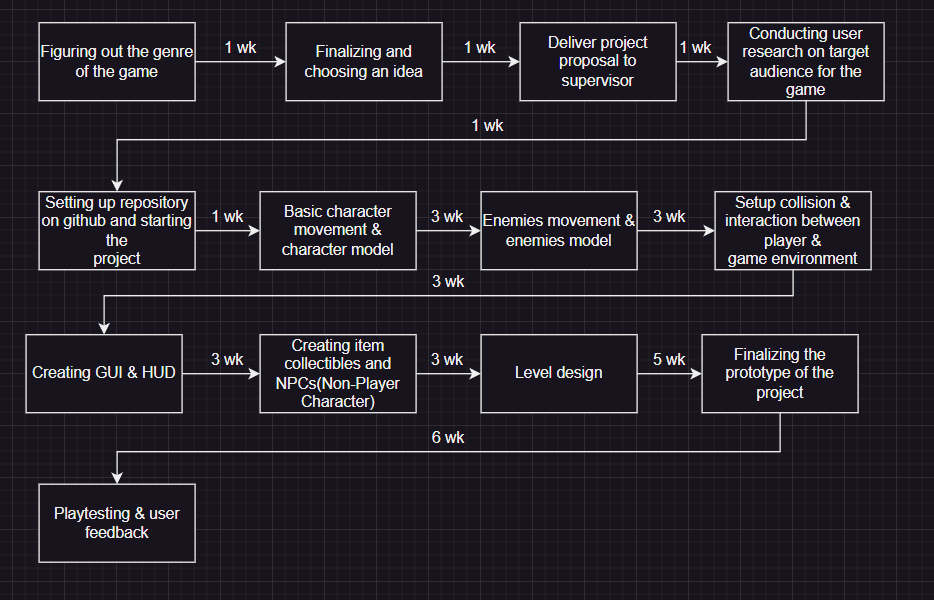 Figuring out the genre
of the game
1 wk
Finalizing and
choosing an idea
1 wk
Deliver project
proposal to
supervisor
1 wk
Conducting user
research on target
audience for the
game
1 wk
Setting up repository
on github and starting
the
project
1 wk
Basic character
movement &
character model
3 wk
Enemies movement &
enemies model
3 wk
Setup collision &
interaction between
player &
game environment
3 wk
Creating GUI & HUD
3 wk
Creating item
collectibles and
NPCs(Non-Player
Character)
3 wk
Level design
5 wk
Finalizing the
prototype of the
project
6 wk
Playtesting & user
feedback